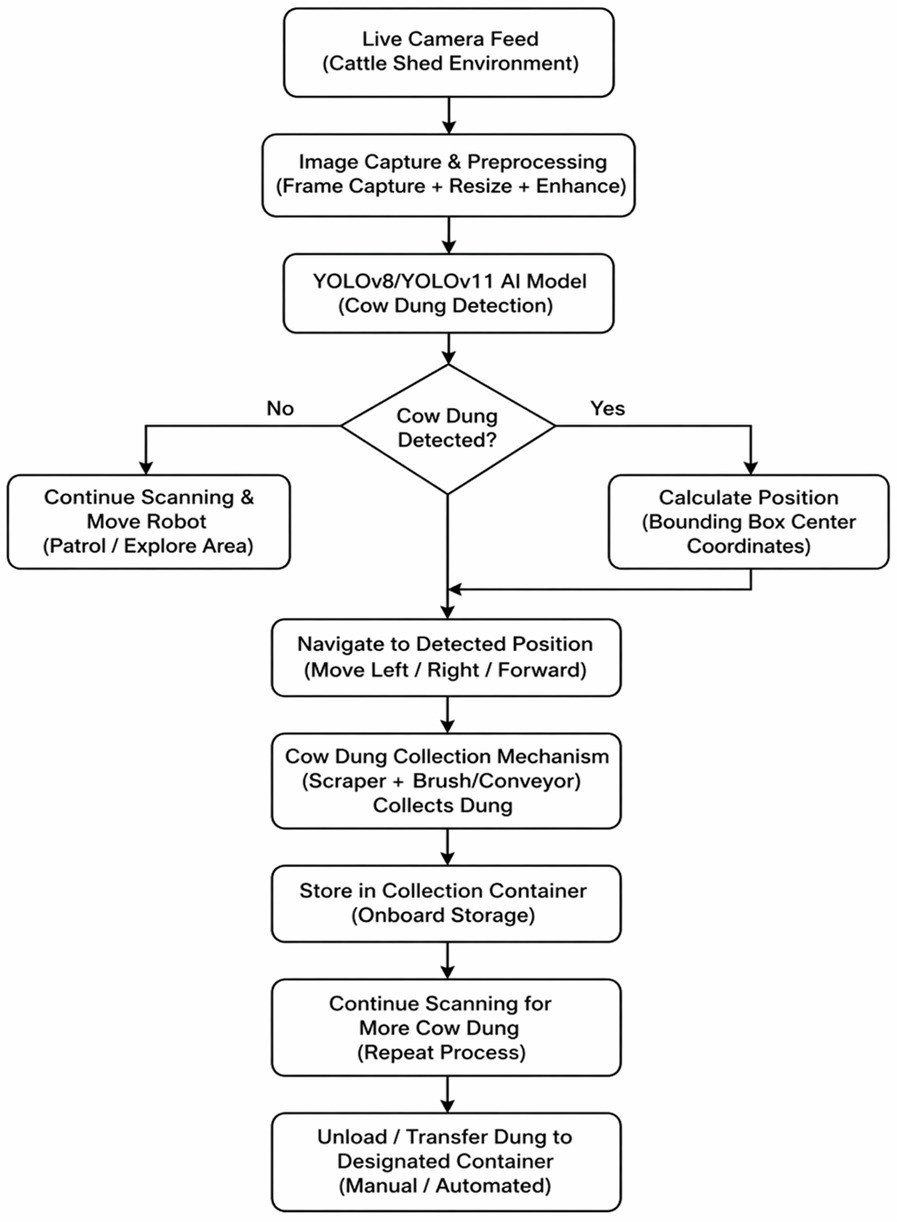 Live Camera Feed
(Cattle Shed Environment)
Image Capture & Preprocessing
(Frame Capture + Resize + Enhance)
YOLOv8/YOLOv11 AI Model
(Cow Dung Detection)
No
Cow Dung
Detected?
Yes
Continue Scanning &
Move Robot
(Patrol / Explore Area)
Calculate Position
(Bounding Box Center
Coordinates)
Navigate to Detected Position
(Move Left / Right / Forward)
Cow Dung Collection Mechanism
(Scraper + Brush/Conveyor)
Collects Dung
Store in Collection Container
(Onboard Storage)
Continue Scanning for
More Cow Dung
(Repeat Process)
Unload / Transfer Dung to
Designated Container
(Manual / Automated)